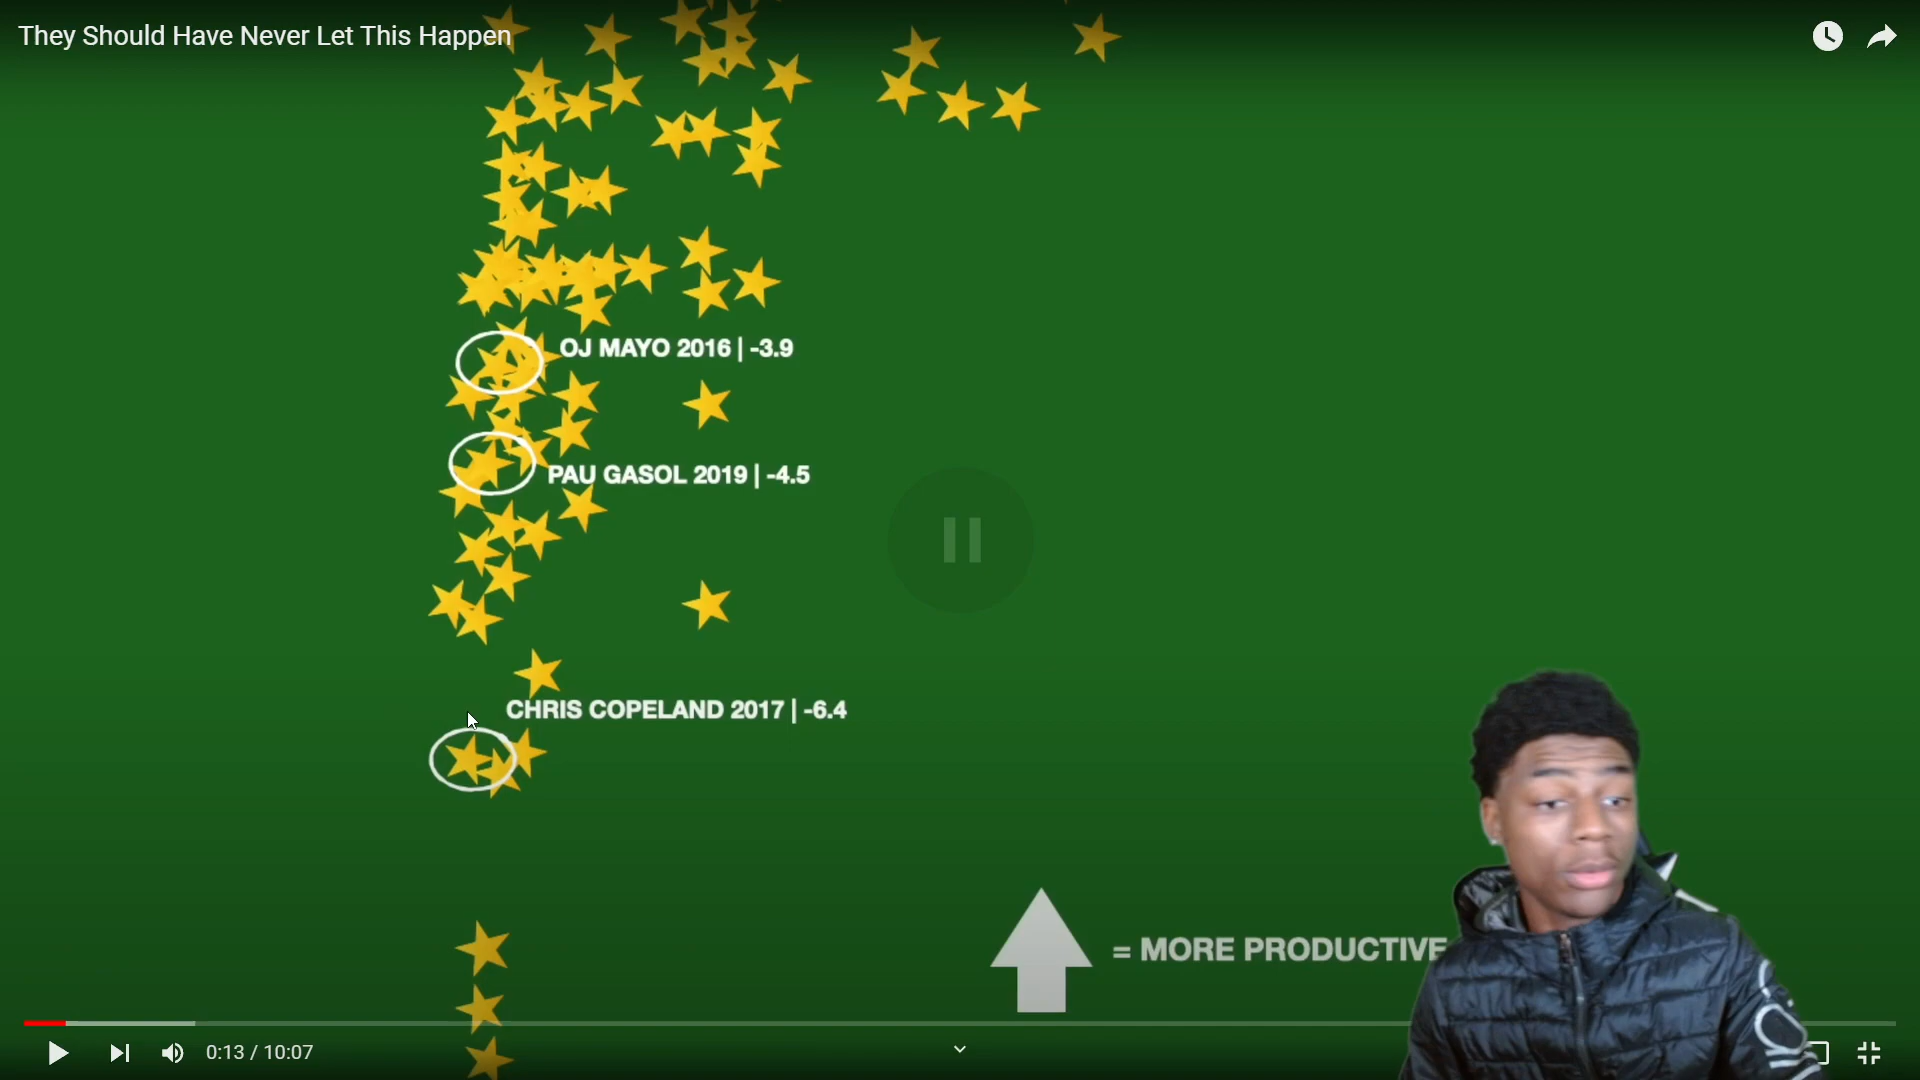 They Should Have Never Let This Happen
OJ MAYO 2016 | -3.9
PAU GASOL 2019 | -4.5
CHRIS COPELAND 2017 | -6.4
= MORE PRODUCTIVE
0:13 / 10:07